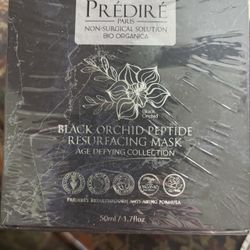 PRÉDIRÉ
PARIS
NON-SURGICAL SOLUTION
BIO ORGANICA
Black
Orchid
BLACK ORCHID PEPTIDE
RESURFACING MASK
AGE DEFYING COLLECTION
FORMULA
50ml / 1.7floz